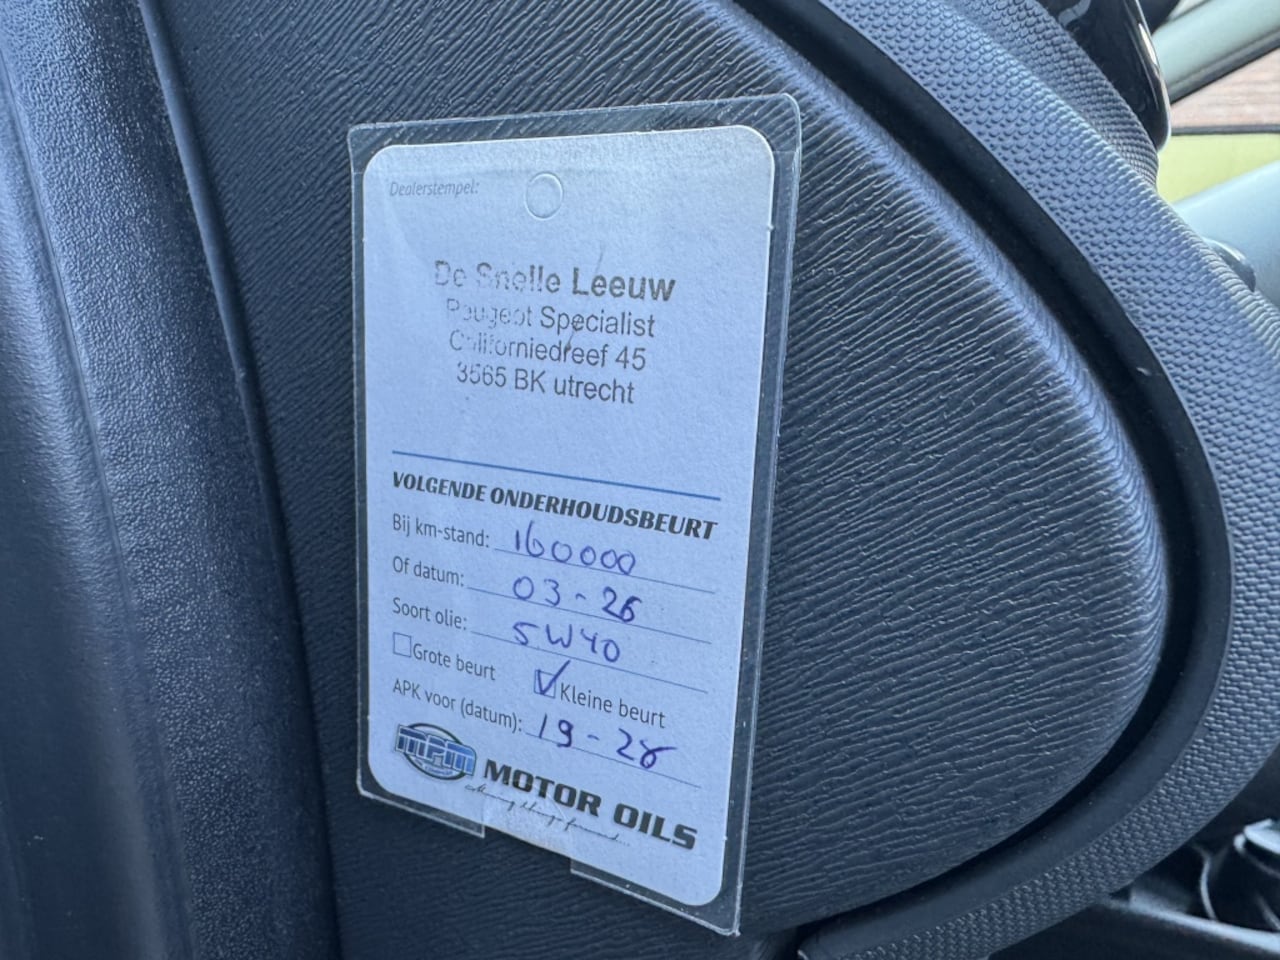 Dealerstempel:
De Snelle Leeuw
Peugeot Specialist
Californiedreef 45
3565 BK utrecht
VOLGENDE ONDERHOUDSBEURT
Bij km-stand: 160000
Of datum: 03-26
Soort olie: 5W40
Grote beurt Kleine beurt
APK voor (datum): 19-28
MPM MOTOR OILS